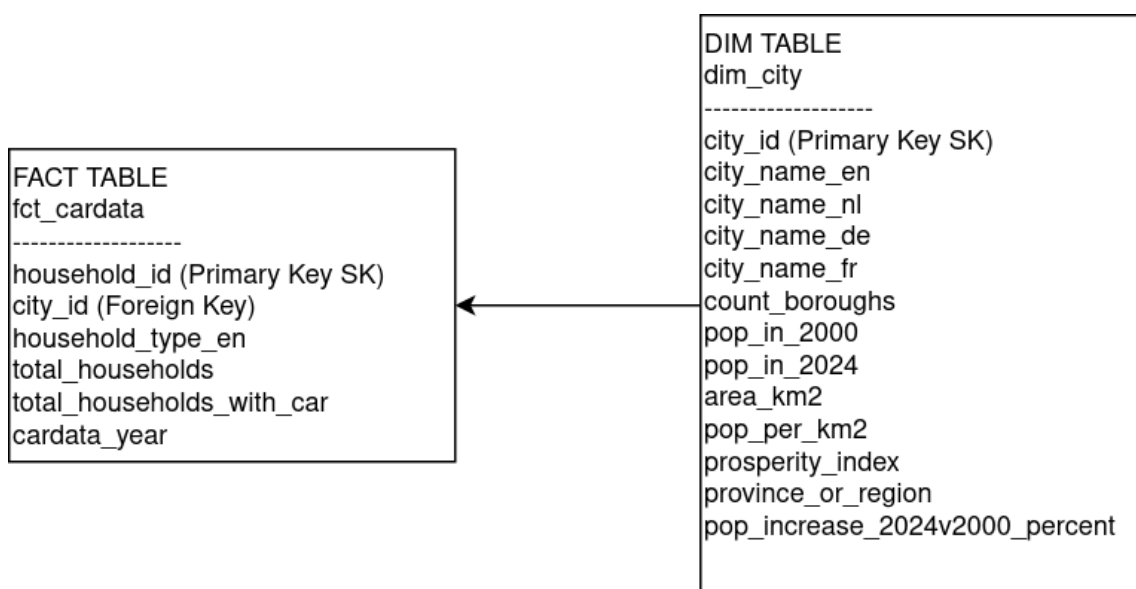 FACT TABLE
fct_cardata
-------------------
household_id (Primary Key SK)
city_id (Foreign Key)
household_type_en
total_households
total_households_with_car
cardata_year
DIM TABLE
dim_city
-------------------
city_id (Primary Key SK)
city_name_en
city_name_nl
city_name_de
city_name_fr
count_boroughs
pop_in_2000
pop_in_2024
area_km2
pop_per_km2
prosperity_index
province_or_region
pop_increase_2024v2000_percent